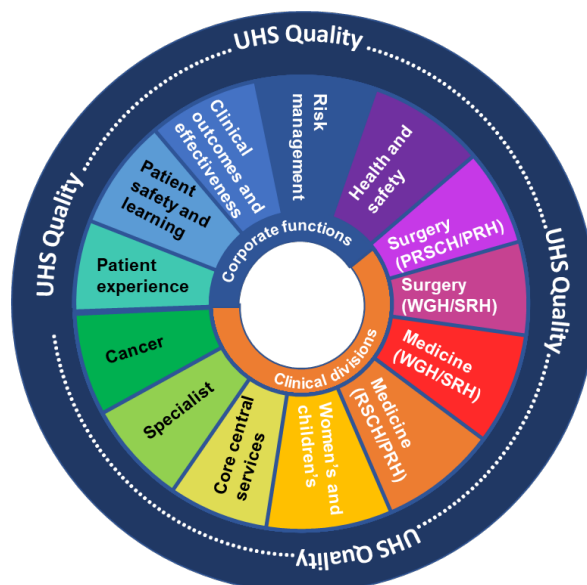 UHS Quality
UHS Quality
UHS Quality
UHS Quality
Corporate functions
Clinical divisions
Risk
management
Health and
safety
Surgery
(PRSCH/PRH)
Surgery
(WGH/SRH)
Medicine
(WGH/SRH)
Medicine
(RSCH/PRH)
Women's and
children's
Core central
services
Specialist
Cancer
Patient
experience
Patient
safety and
learning
Clinical
outcomes and
effectiveness